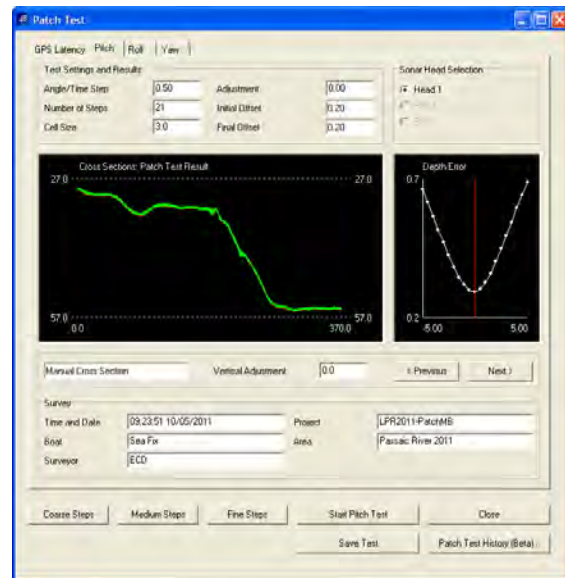 Patch Test
GPS Latency Pitch Roll Yaw
Test Settings and Results
Angle/Time Step 0.50 Adjustment 0.00
Number of Steps 21 Initial Offset 0.20
Cell Size 3.0 Final Offset 0.20
Sonar Head Selection
Head 1
Cross Sections: Patch Test Result
27.0 27.0
57.0 57.0
0.0 370.0
Depth Error
0.7
0.2
-5.00 5.00
Manual Cross Section Vertical Adjustment 0.0 < Previous Next >
Survey
Time and Date 09:23:51 10/05/2011 Project LPR2011-PatchMB
Boat Sea Fix Area Passaic River 2011
Surveyor ECD
Coarse Steps Medium Steps Fine Steps Start Pitch Test Close
Save Test Patch Test History (Beta)